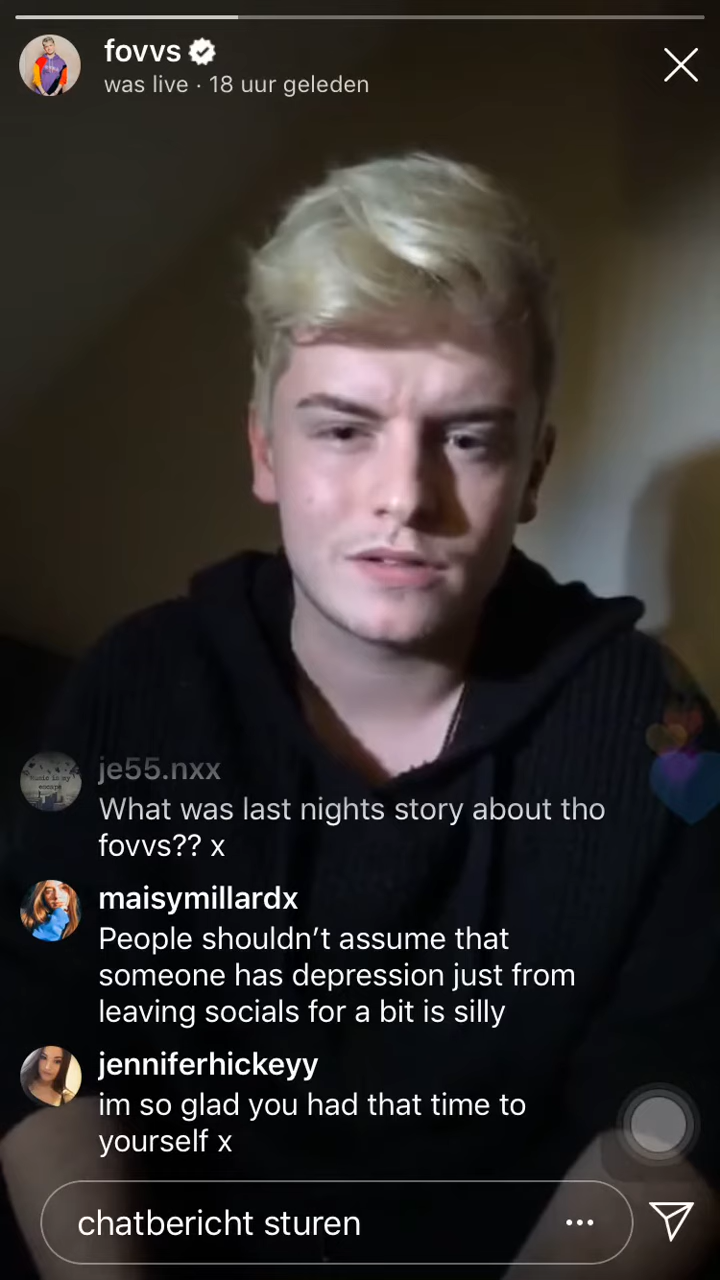 fovvs
was live · 18 uur geleden
je55.nxx
What was last nights story about tho
fovvs?? x
maisymillardx
People shouldn’t assume that
someone has depression just from
leaving socials for a bit is silly
jenniferhickeyy
im so glad you had that time to
yourself x
chatbericht sturen